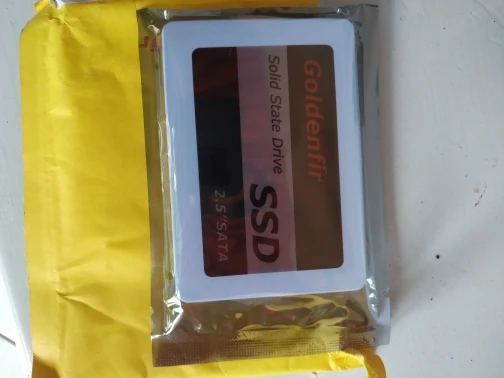 Goldenfir
Solid State Drive
SSD
2,5"SATA